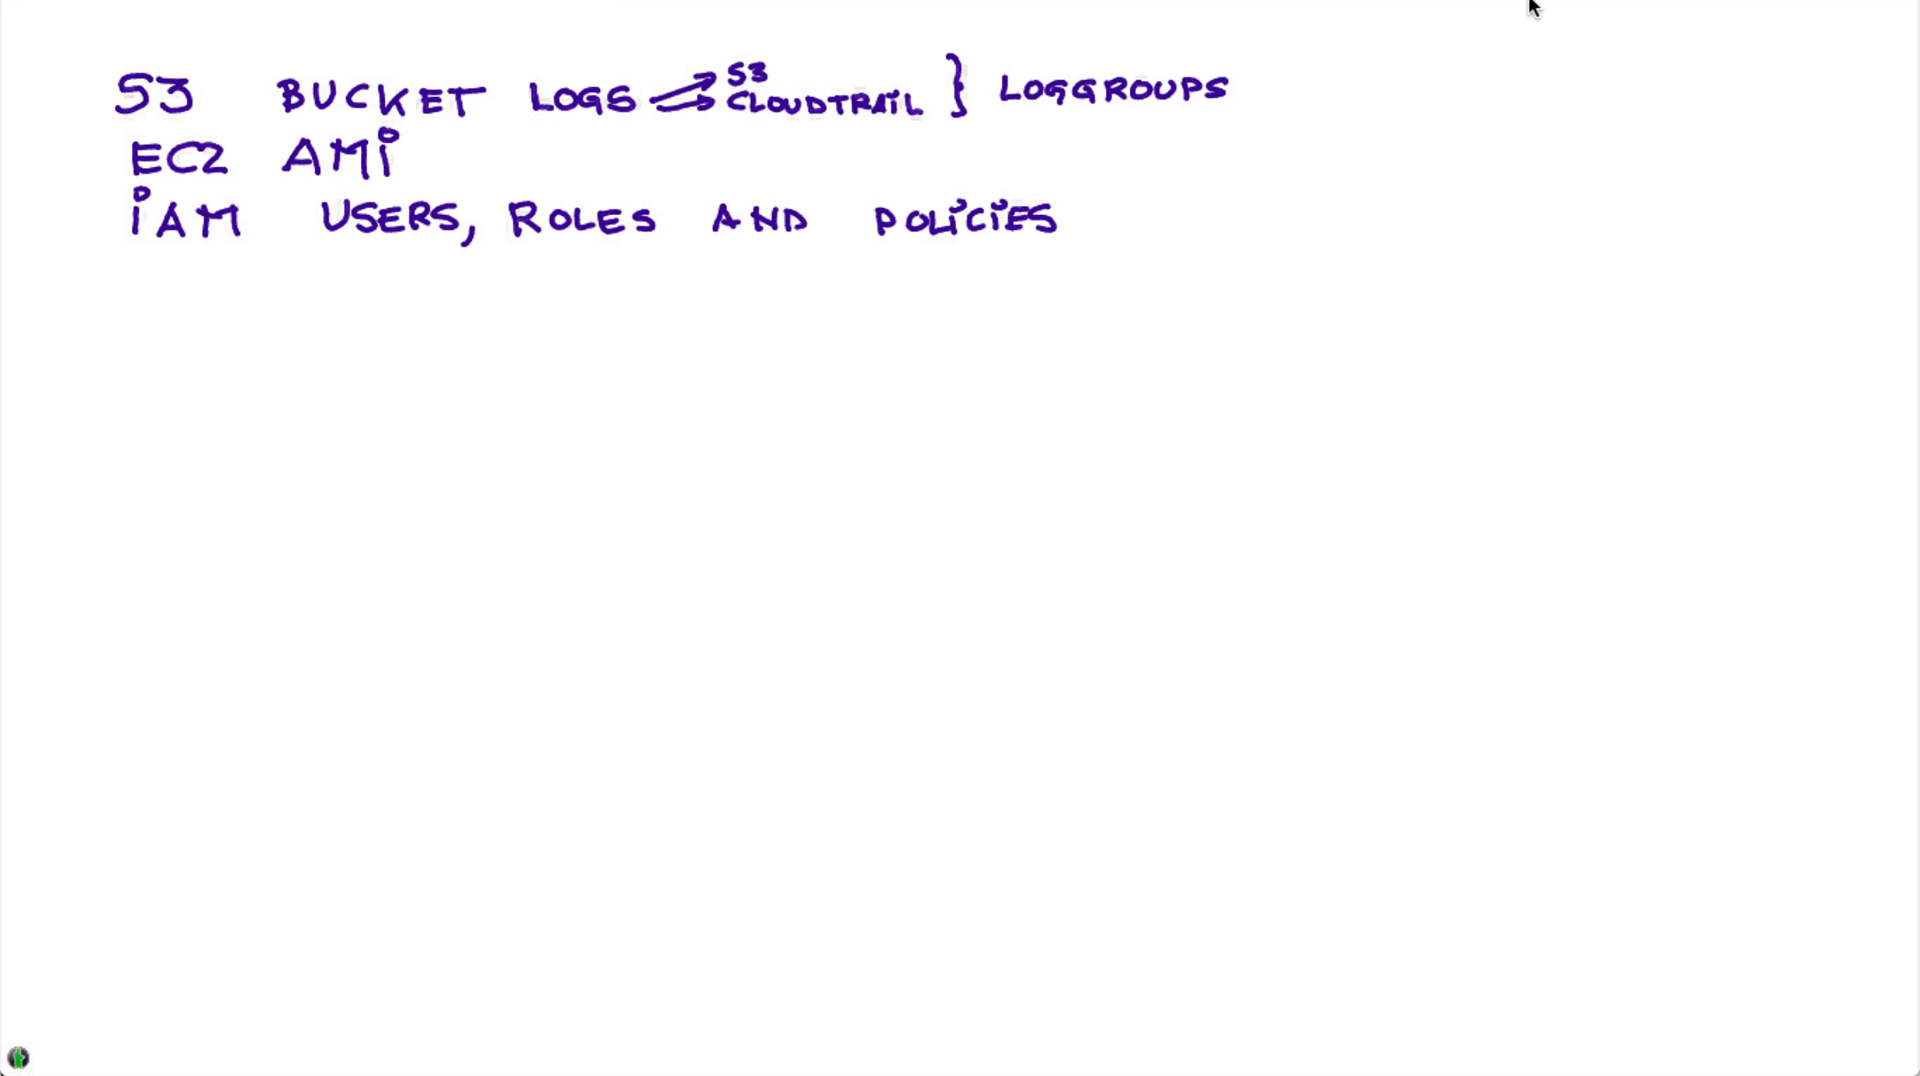 S3 BUCKET LOGS S3
CLOUDTRAIL } LOGGROUPS
EC2 AMi
iAM USERS, ROLES AND POLiCiES